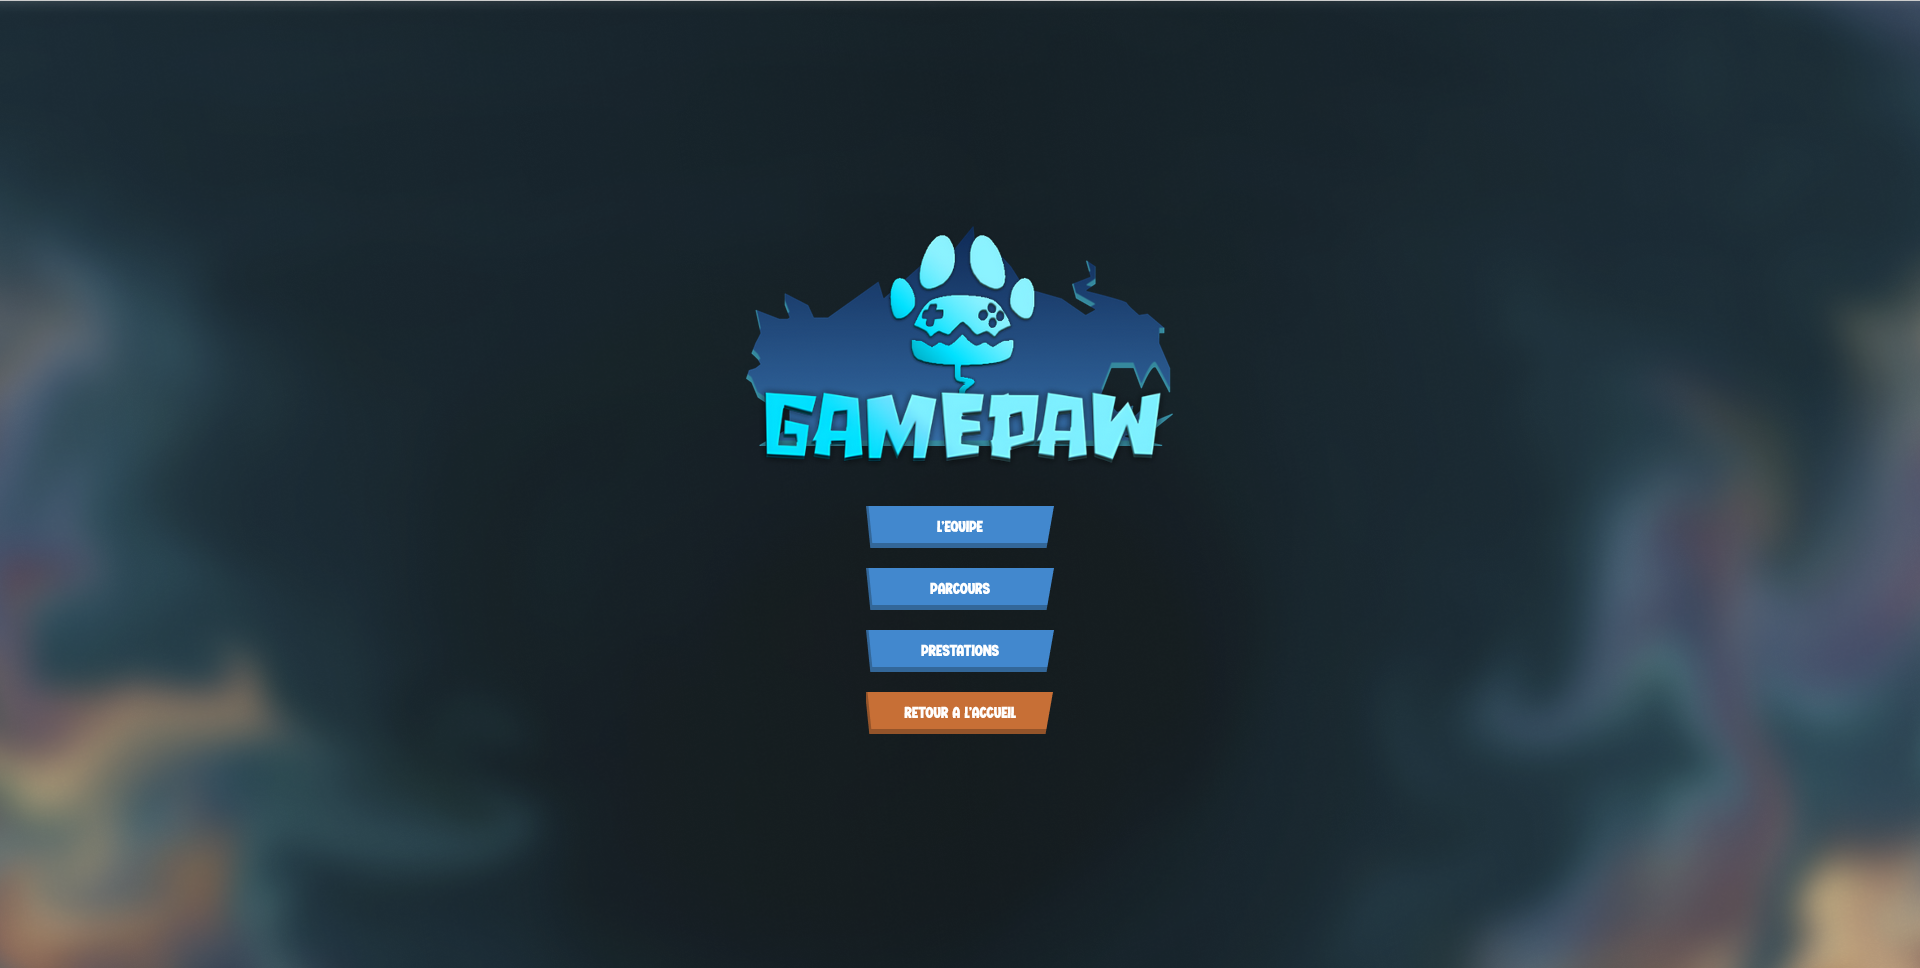 GAMEPAW
L'EQUIPE
PARCOURS
PRESTATIONS
RETOUR A L'ACCUEIL